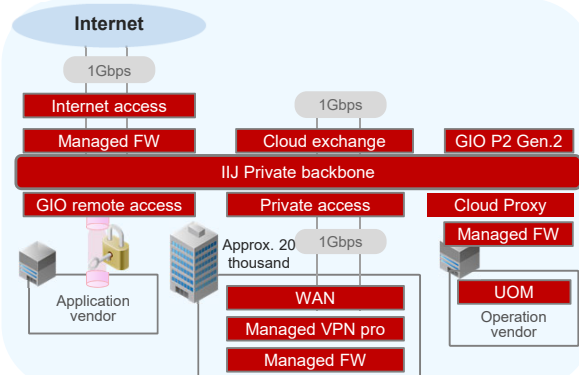 Internet
1Gbps
Internet access
1Gbps
Managed FW
Cloud exchange
GIO P2 Gen.2
IIJ Private backbone
GIO remote access
Private access
Cloud Proxy
Managed FW
Approx. 20
thousand
1Gbps
Application
vendor
WAN
UOM
Managed VPN pro
Operation
vendor
Managed FW